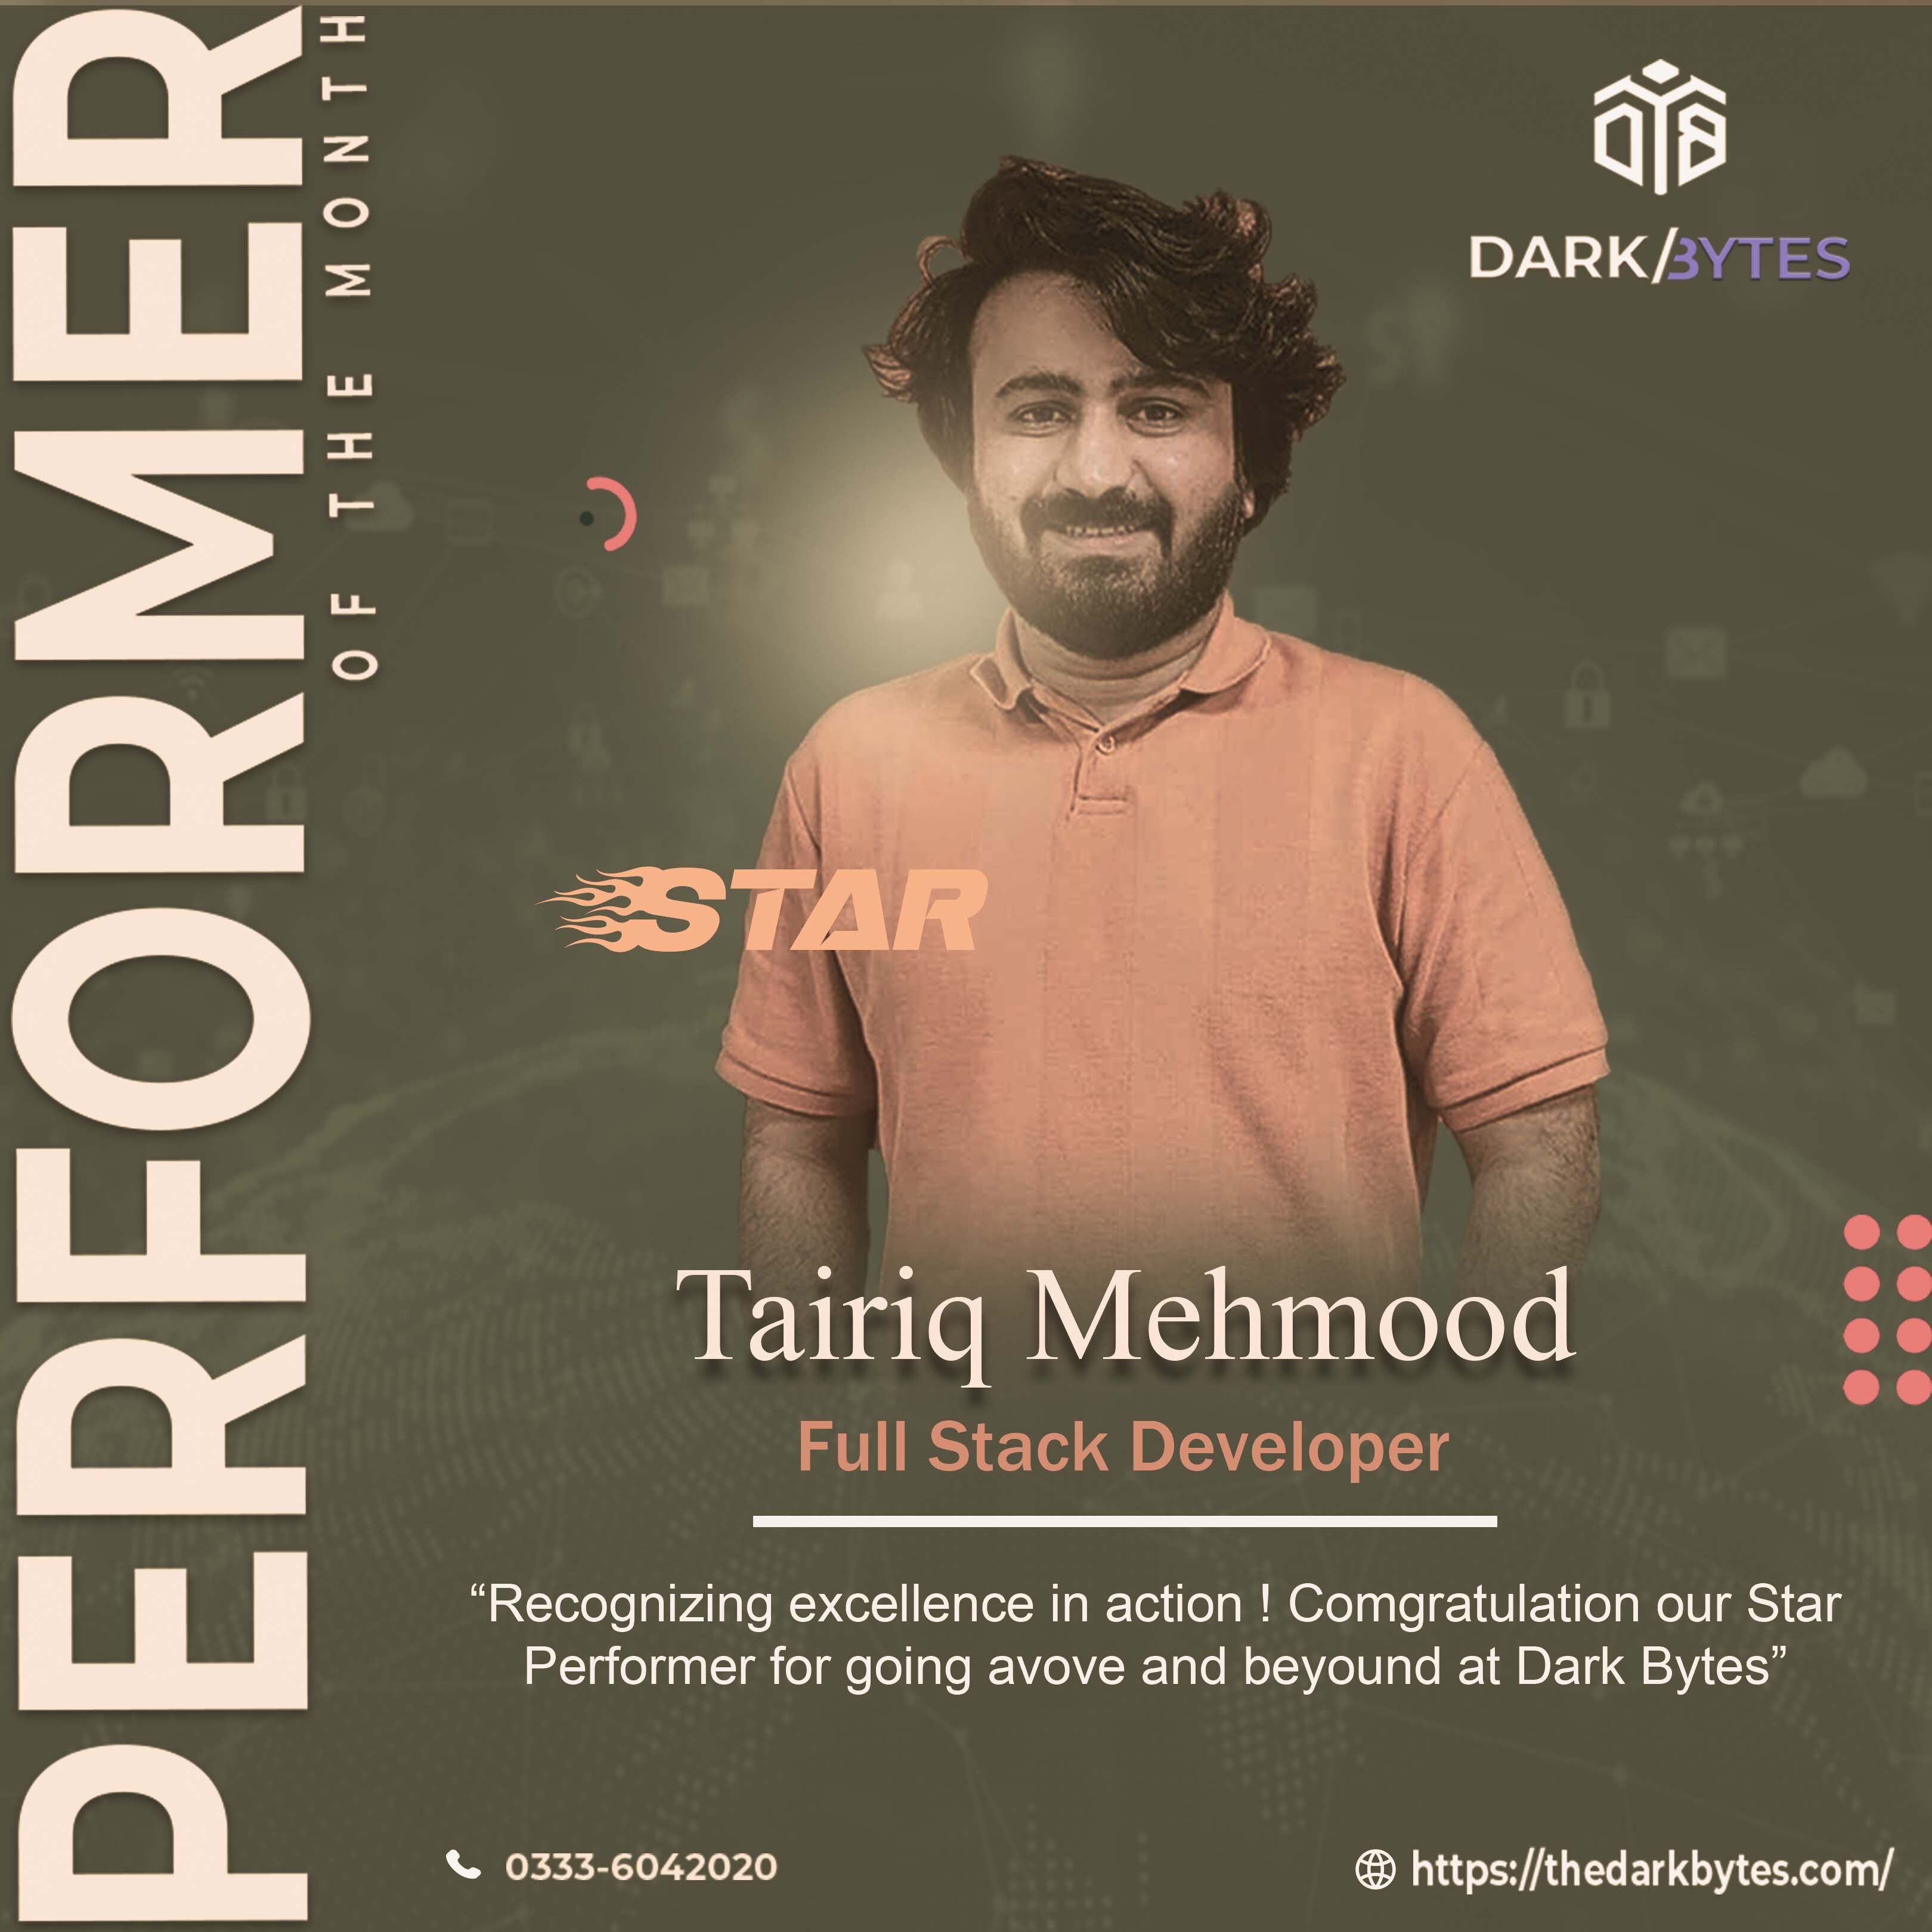 PERFORMER
OF THE MONTH
DYB
DARK/BYTES
STAR
Tairiq Mehmood
Full Stack Developer
“Recognizing excellence in action ! Comgratulation our Star
Performer for going avove and beyound at Dark Bytes”
0333-6042020
https://thedarkbytes.com/